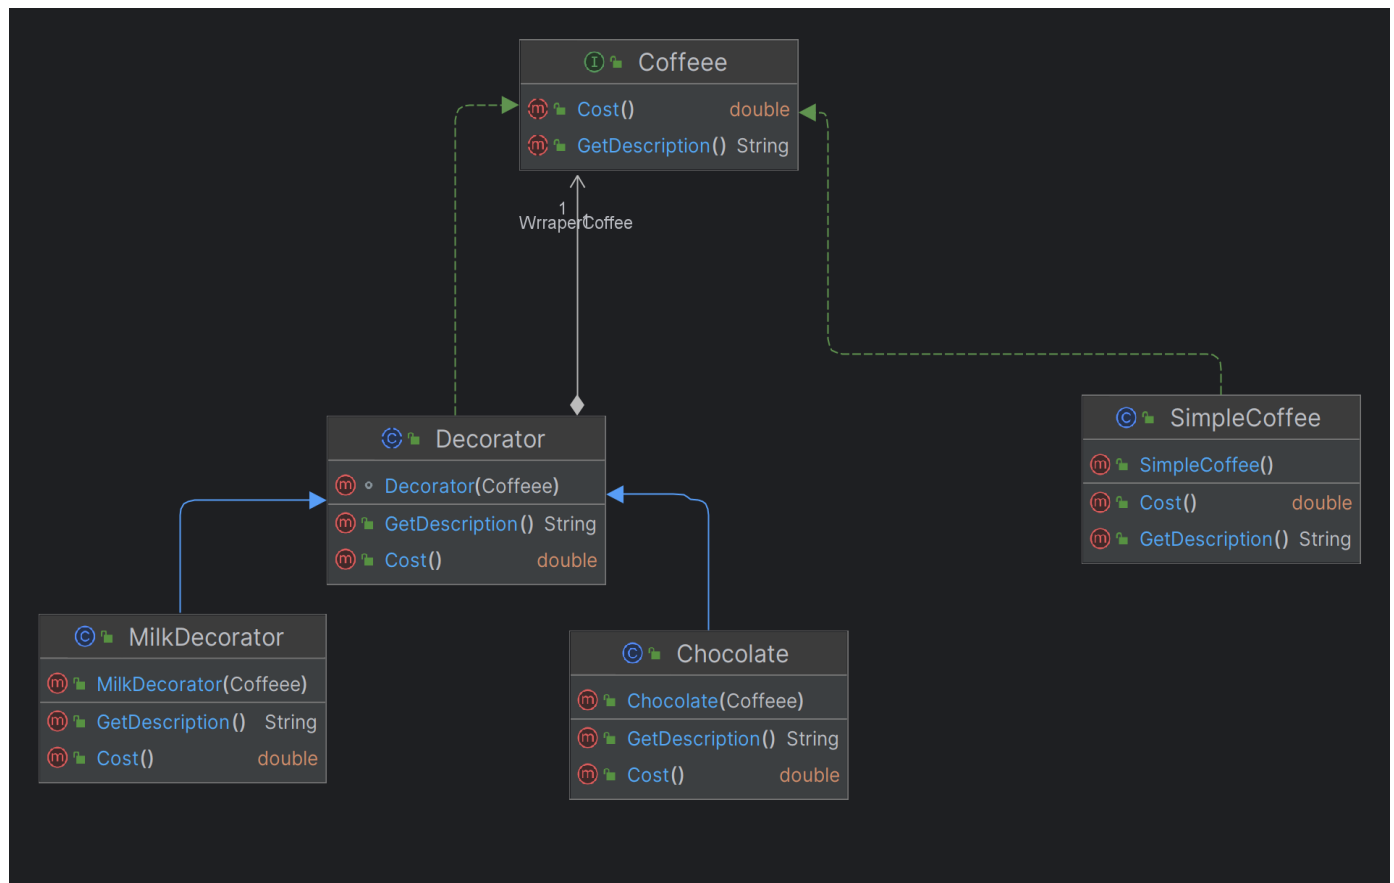 Coffeee
Cost() double
GetDescription() String
1
WrraperCoffee
1
Decorator
Decorator(Coffeee)
GetDescription() String
Cost() double
SimpleCoffee
SimpleCoffee()
Cost() double
GetDescription() String
MilkDecorator
MilkDecorator(Coffeee)
GetDescription() String
Cost() double
Chocolate
Chocolate(Coffeee)
GetDescription() String
Cost() double